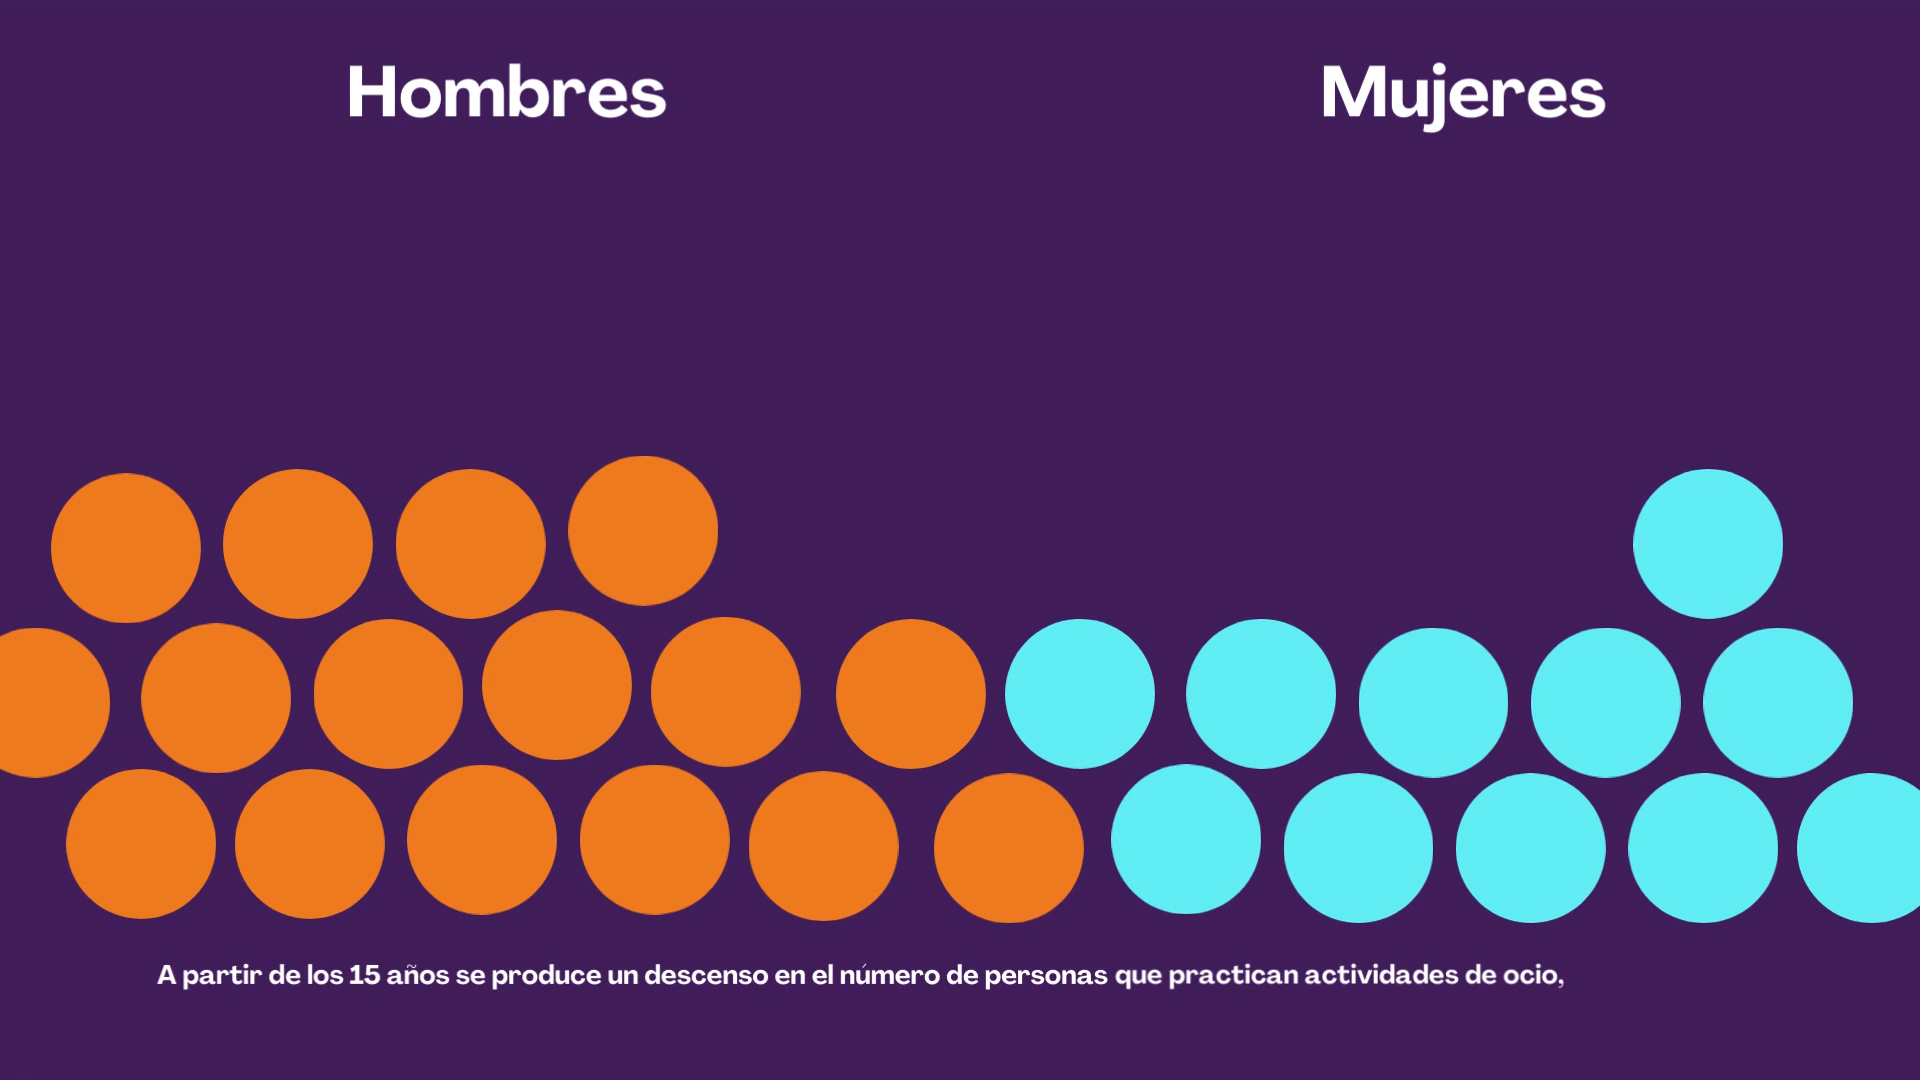 Hombres
Mujeres
A partir de los 15 años se produce un descenso en el número de personas que practican actividades de ocio,